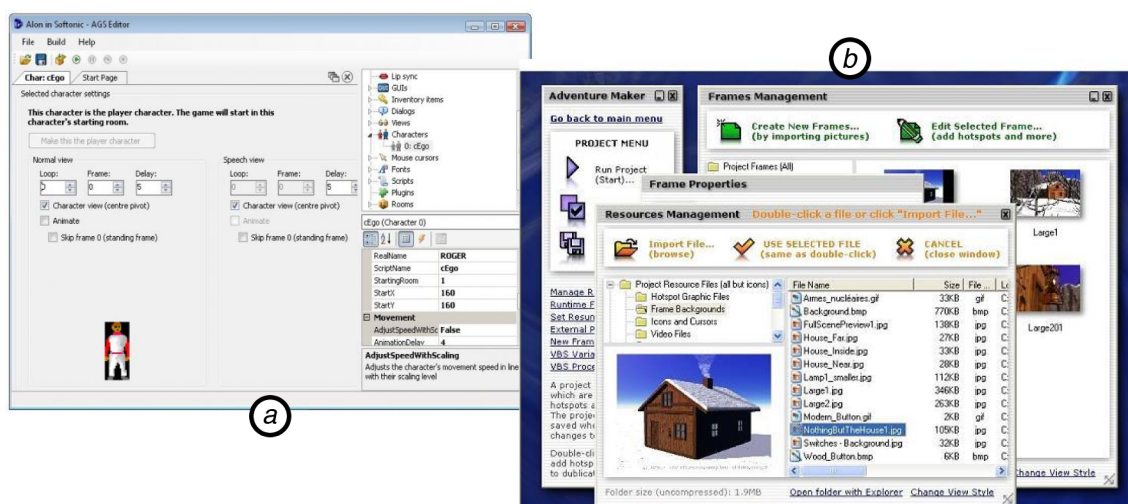 Alon in Softonic - AGS Editor
File Build Help
Char: cEgo Start Page
Selected character settings
This character is the player character. The game will start in this
character's starting room.
Make this the player character
Normal view
Loop: Frame: Delay:
0 5
Character view (centre pivot)
Animate
Skip frame 0 (standing frame)
Speech view
Loop: Frame: Delay:
0 0 5
Character view (centre pivot)
Animate
Skip frame 0 (standing frame)
Lip sync
GUIs
Inventory items
Dialogs
Views
Characters
0: cEgo
Mouse cursors
Fonts
Scripts
Plugins
Rooms
cEgo (Character 0)
RealName ROGER
ScriptName cEgo
StartingRoom 1
StartX 160
StartY 160
Movement
AdjustSpeedWithSc False
AnimationDelay 4
AdjustSpeedWithScaling
Adjusts the character's movement speed in line
with their scaling level
a
b
Adventure Maker
Go back to main menu
PROJECT MENU
Run Project
(Start)...
Manage R
Runtime F
Set Resun
External P
New Fram
VBS Varia
VBS Proce
A project
which are
hotspots a
The projec
saved whe
changes to
Double-cli
add hotsp
to dublicat
Frames Management
Create New Frames...
(by importing pictures)
Edit Selected Frame...
(add hotspots and more)
Project Frames (All)
Large1
Large201
Change View Style
Frame Properties
Resources Management Double-click a file or click "Import File..."
Import File...
(browse)
USE SELECTED FILE
(same as double-click)
CANCEL
(close window)
Project Resource Files (all but icons)
Hotspot Graphic Files
Frame Backgrounds
Icons and Cursors
Video Files
File Name Size File ... Lo
Armes_nucléaires.gif 33KB gif C:
Background.bmp 770KB bmp C:
FullScenePreview1.jpg 138KB jpg C:
House_Far.jpg 27KB jpg C:
House_Inside.jpg 33KB jpg C:
House_Near.jpg 28KB jpg C:
Lamp1_smaller.jpg 112KB jpg C:
Large1.jpg 346KB jpg C:
Large2.jpg 263KB jpg C:
Modern_Button.gif 2KB gif C:
NothingButTheHouse1.jpg 105KB jpg C:
Switches - Background.jpg 32KB jpg C:
Wood_Button.bmp 6KB bmp C:
Folder size (uncompressed): 1.9MB
Open folder with Explorer Change View Style